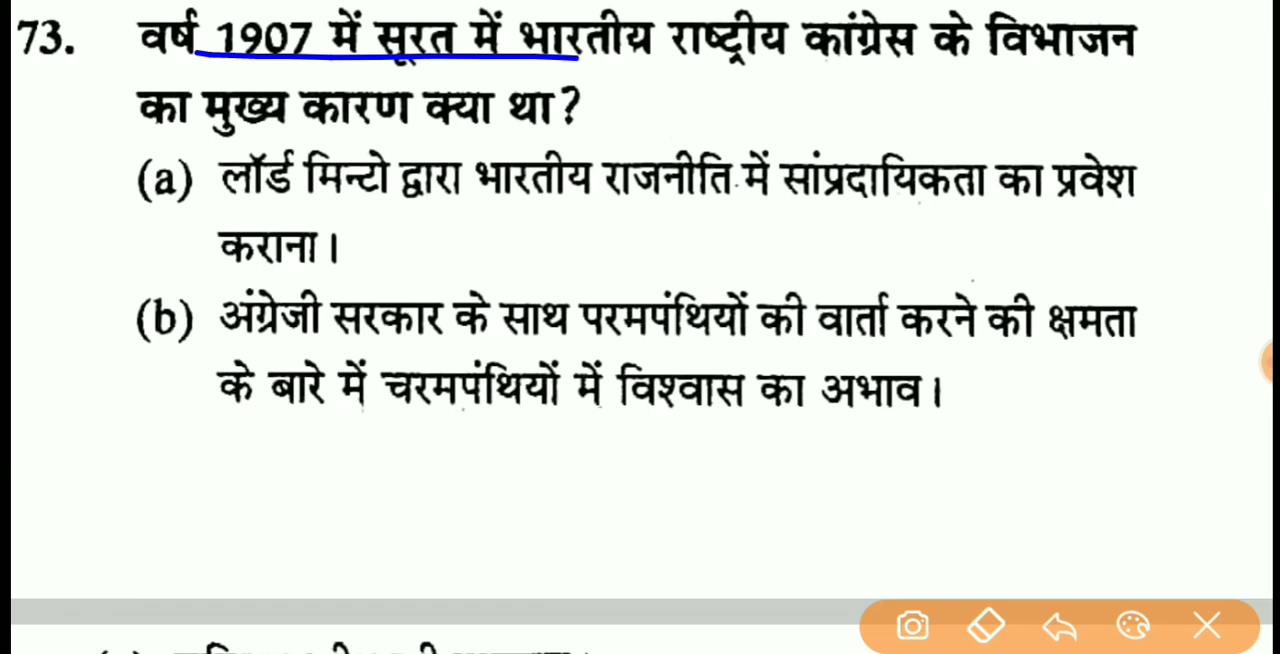 73. वर्ष 1907 में सूरत में भारतीय राष्ट्रीय कांग्रेस के विभाजन
का मुख्य कारण क्या था?
(a) लॉर्ड मिन्टो द्वारा भारतीय राजनीति में सांप्रदायिकता का प्रवेश
कराना।
(b) अंग्रेजी सरकार के साथ परमपंथियों की वार्ता करने की क्षमता
के बारे में चरमपंथियों में विश्वास का अभाव।